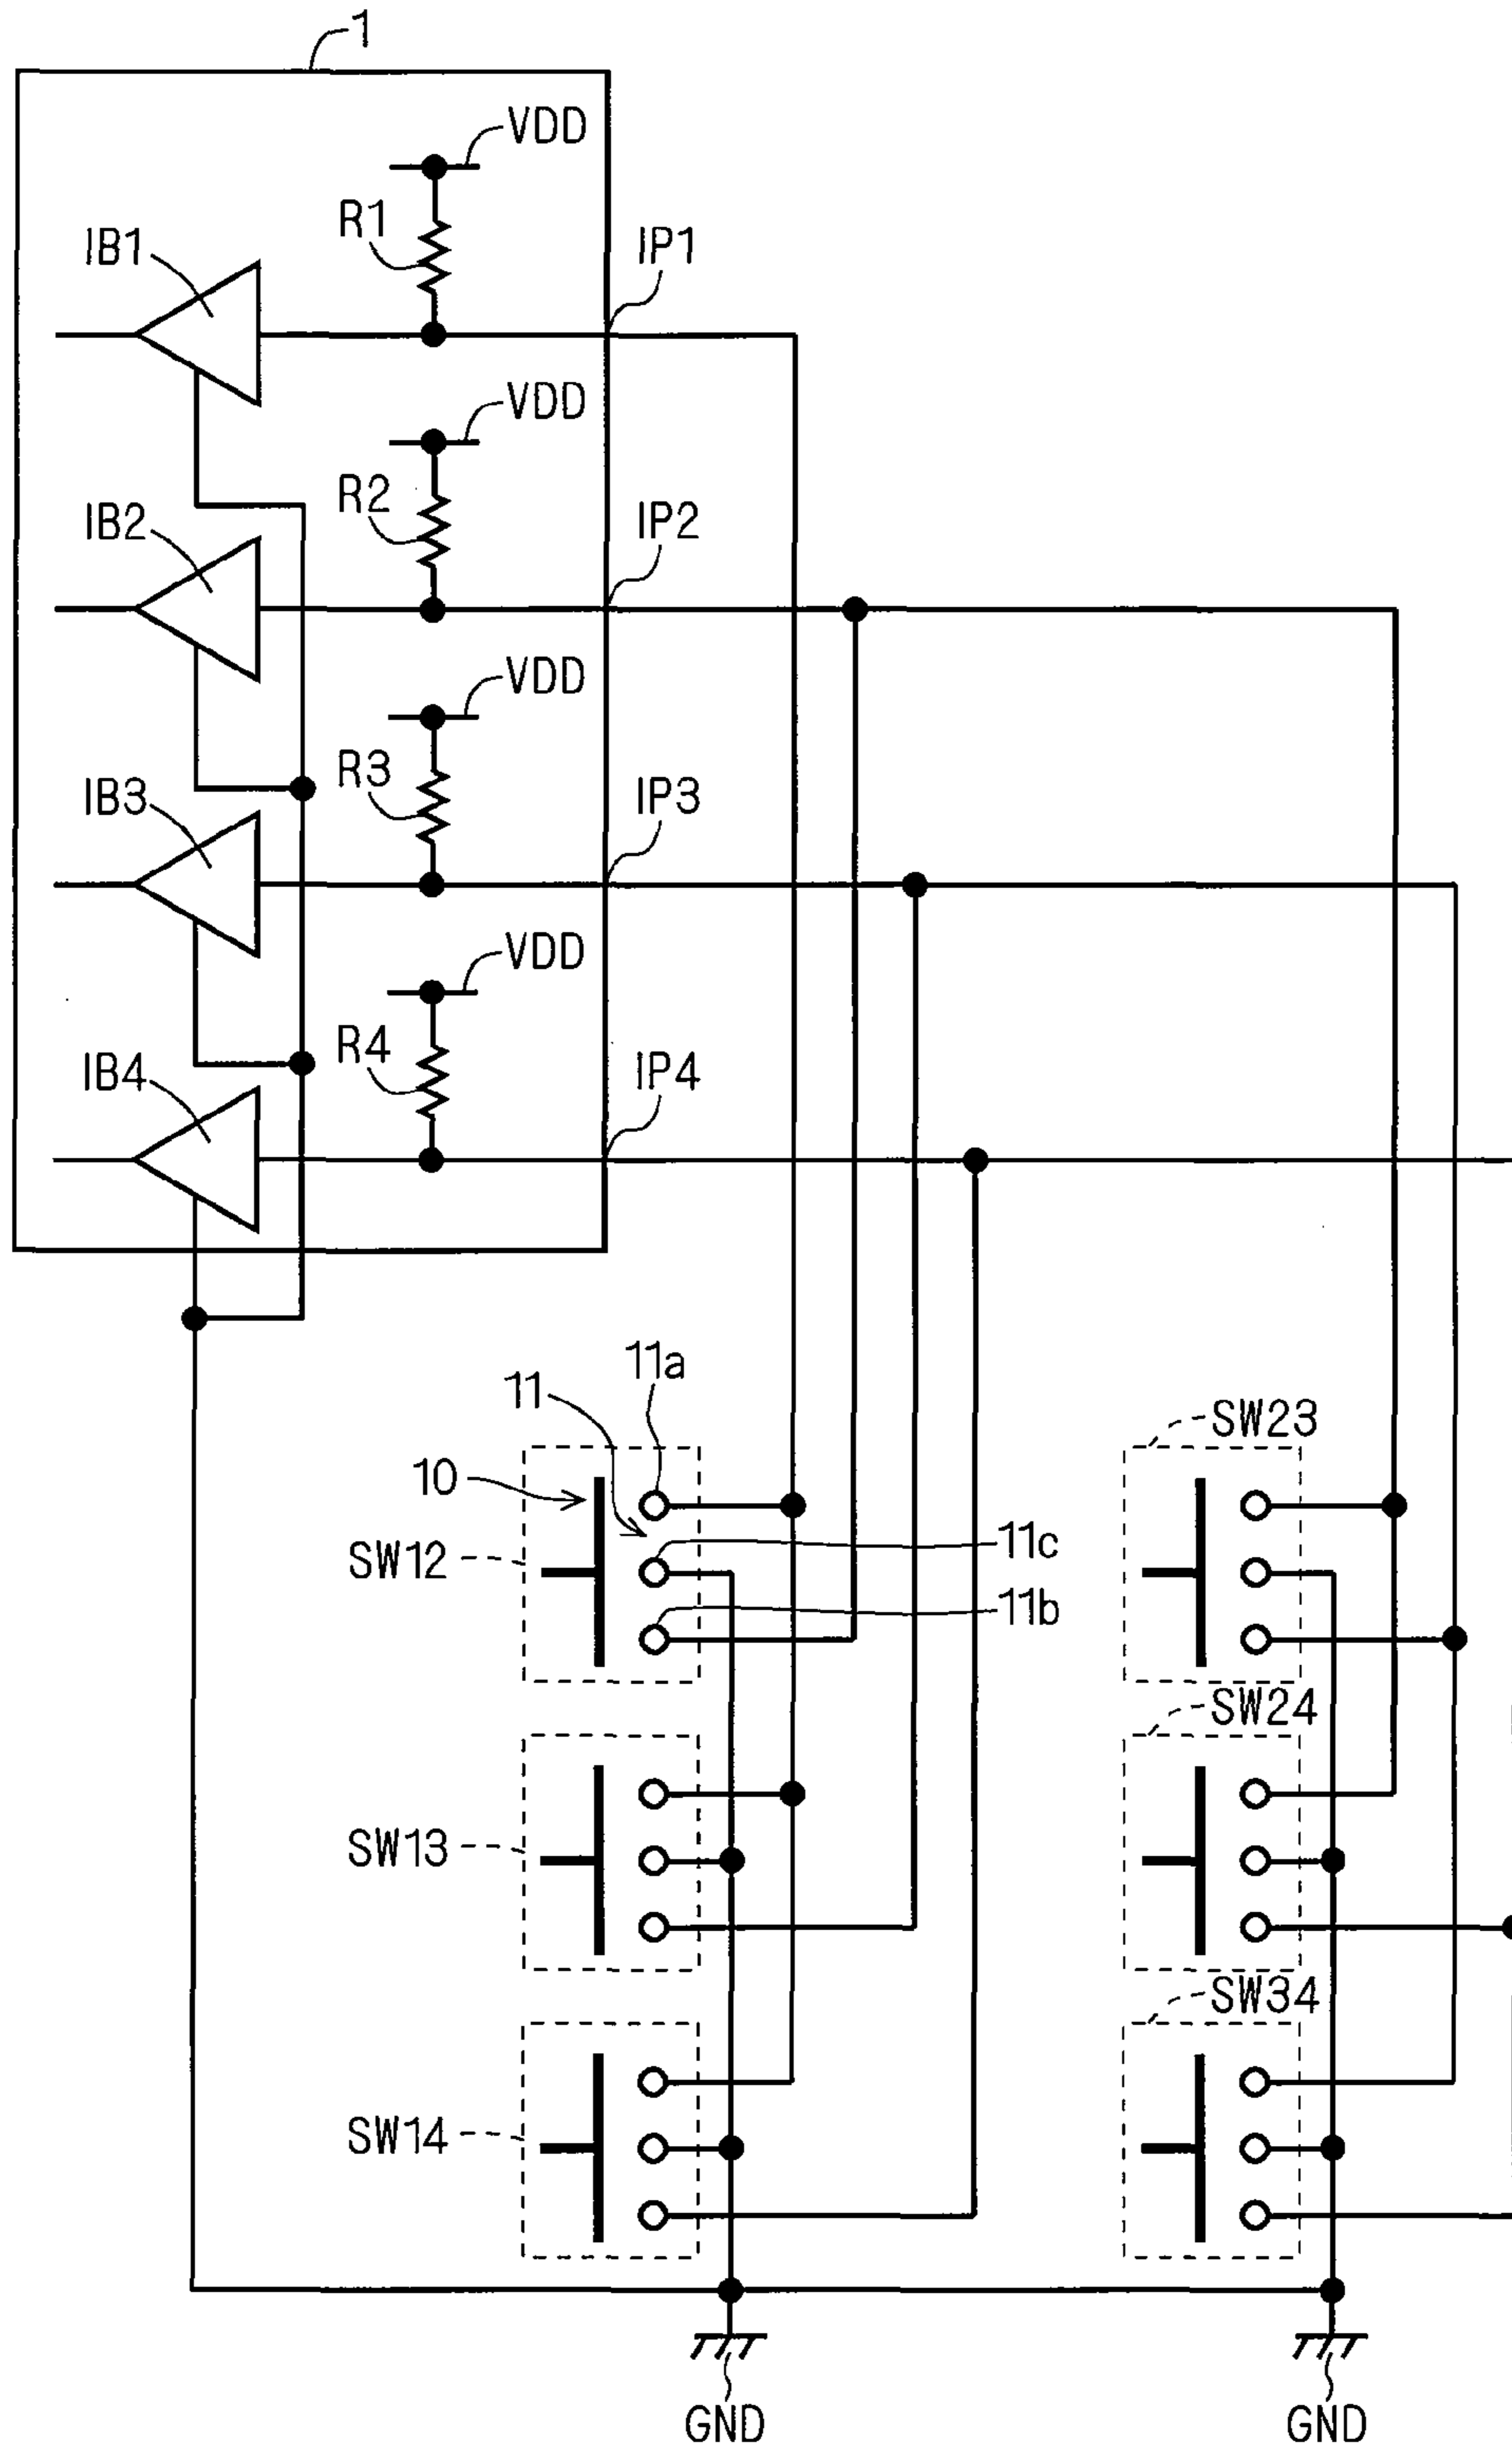 1
VDD
R1
IB1
IP1
VDD
R2
IB2
IP2
VDD
R3
IB3
IP3
VDD
R4
IB4
IP4
11a
11
SW23
10
SW12
11c
11b
SW24
SW13
SW34
SW14
GND
GND